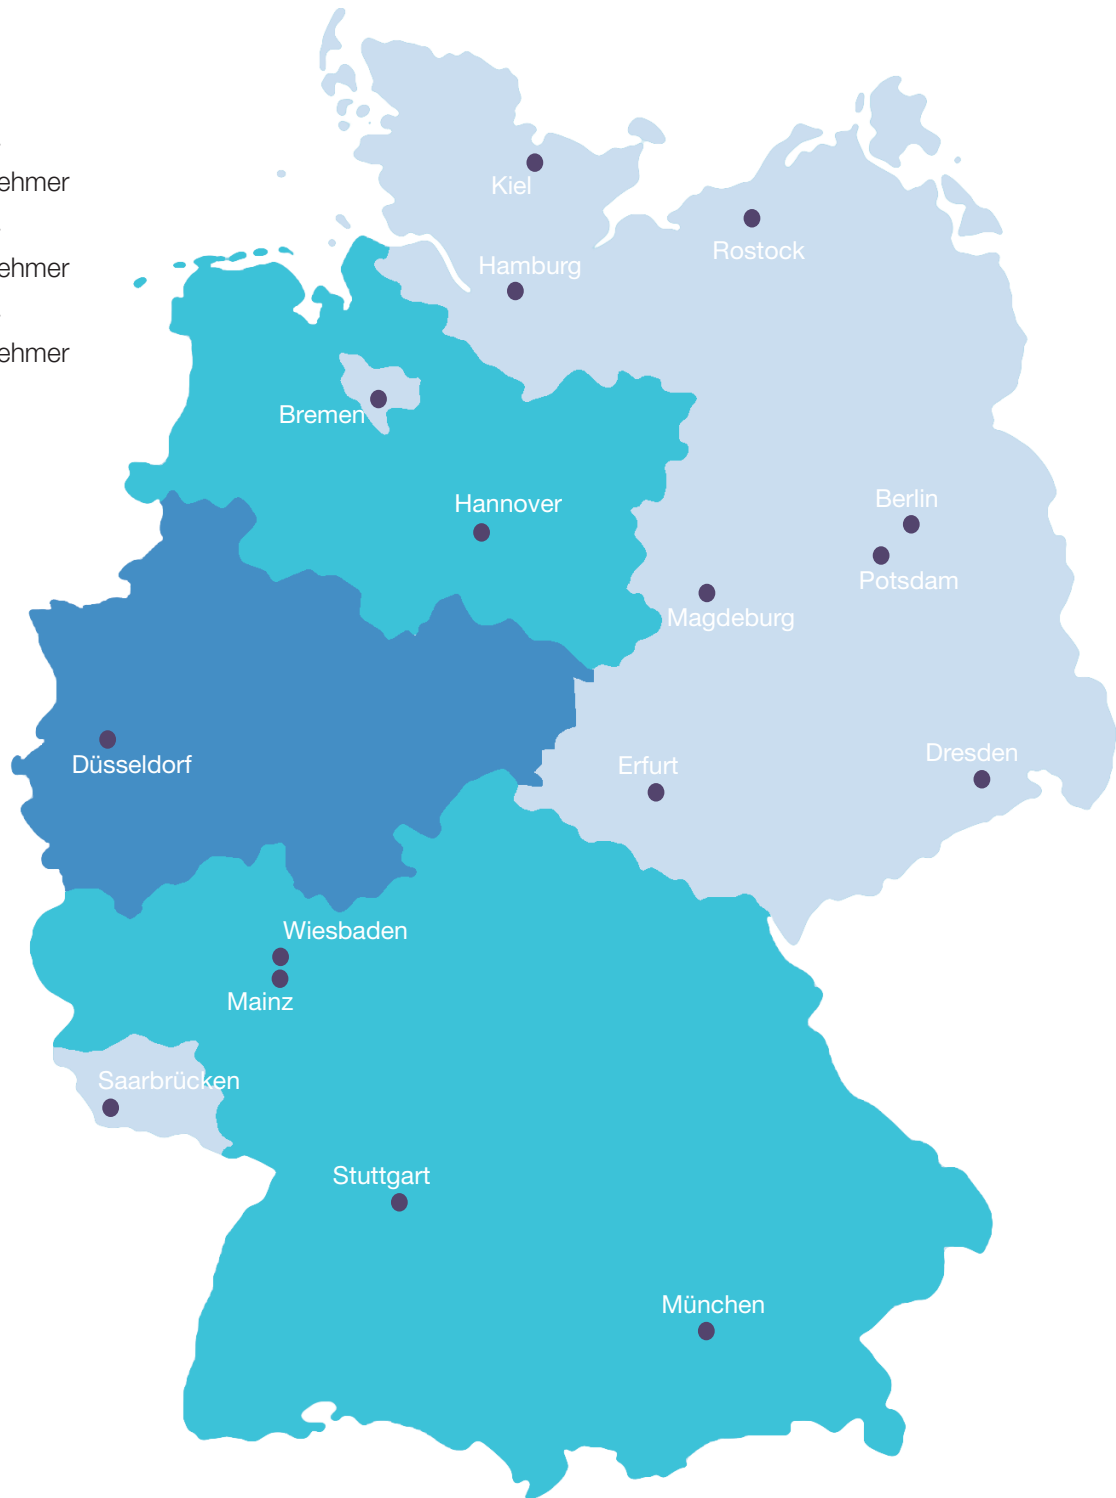 ehmer
ehmer
ehmer
Kiel
Rostock
Hamburg
Bremen
Hannover
Berlin
Potsdam
Magdeburg
Düsseldorf
Erfurt
Dresden
Wiesbaden
Mainz
Saarbrücken
Stuttgart
München